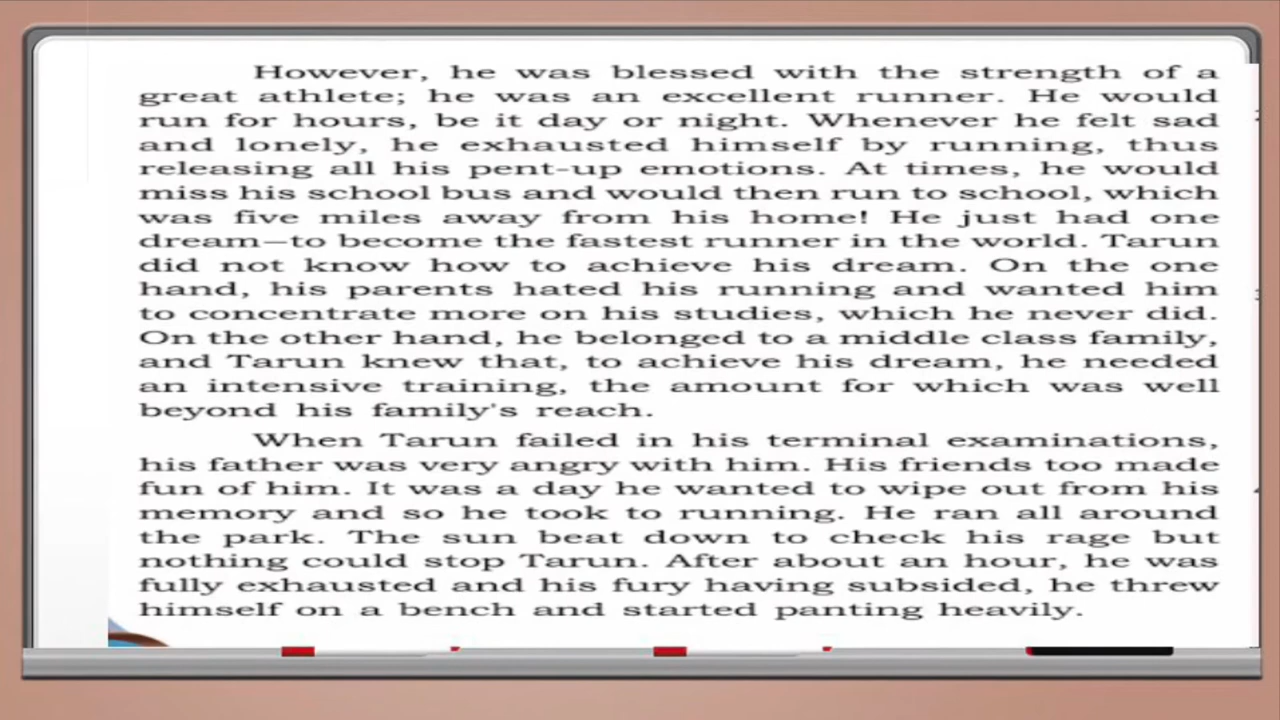 However, he was blessed with the strength of a
great athlete; he was an excellent runner. He would
run for hours, be it day or night. Whenever he felt sad
and lonely, he exhausted himself by running, thus
releasing all his pent-up emotions. At times, he would
miss his school bus and would then run to school, which
was five miles away from his home! He just had one
dream—to become the fastest runner in the world. Tarun
did not know how to achieve his dream. On the one
hand, his parents hated his running and wanted him
to concentrate more on his studies, which he never did.
On the other hand, he belonged to a middle class family,
and Tarun knew that, to achieve his dream, he needed
an intensive training, the amount for which was well
beyond his family's reach.
When Tarun failed in his terminal examinations,
his father was very angry with him. His friends too made
fun of him. It was a day he wanted to wipe out from his
memory and so he took to running. He ran all around
the park. The sun beat down to check his rage but
nothing could stop Tarun. After about an hour, he was
fully exhausted and his fury having subsided, he threw
himself on a bench and started panting heavily.